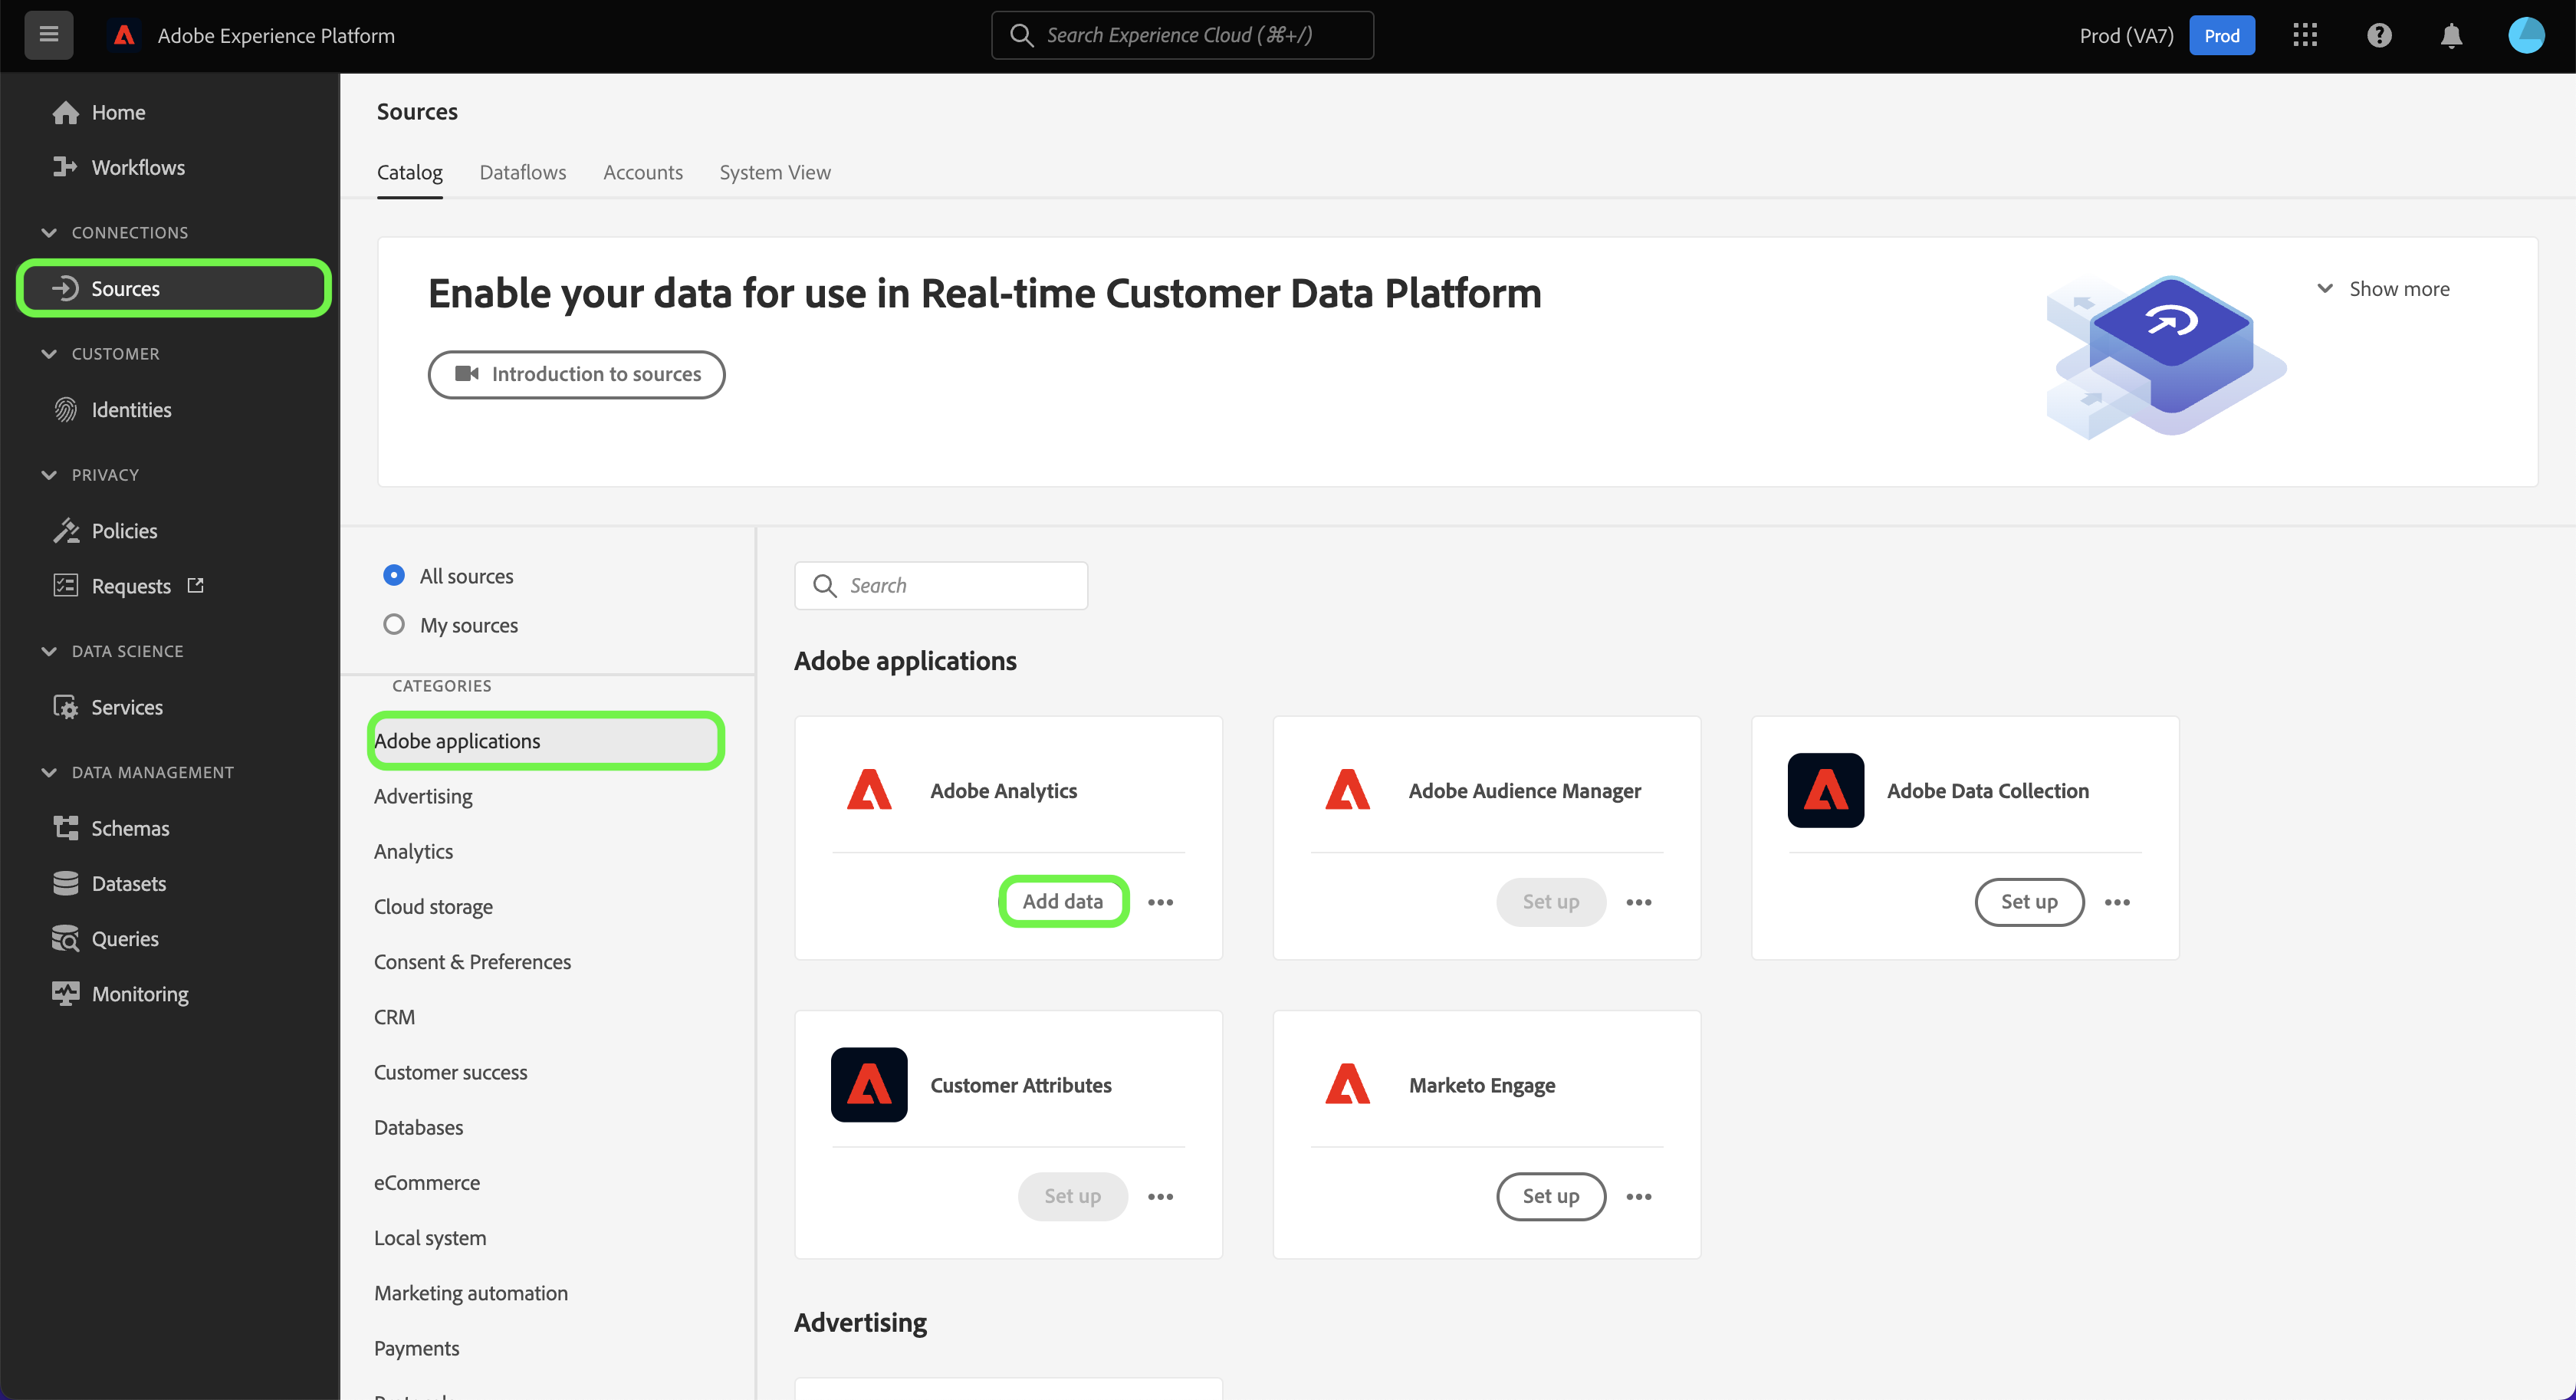 Adobe Experience Platform
Search Experience Cloud (⌘+/)
Prod (VA7)
Prod
Home
Workflows
CONNECTIONS
Sources
CUSTOMER
Identities
PRIVACY
Policies
Requests
DATA SCIENCE
Services
DATA MANAGEMENT
Schemas
Datasets
Queries
Monitoring
Sources
Catalog
Dataflows
Accounts
System View
Enable your data for use in Real-time Customer Data Platform
Show more
Introduction to sources
All sources
My sources
CATEGORIES
Adobe applications
Advertising
Analytics
Cloud storage
Consent & Preferences
CRM
Customer success
Databases
eCommerce
Local system
Marketing automation
Payments
Search
Adobe applications
Adobe Analytics
Add data
Adobe Audience Manager
Set up
Adobe Data Collection
Set up
Customer Attributes
Set up
Marketo Engage
Set up
Advertising